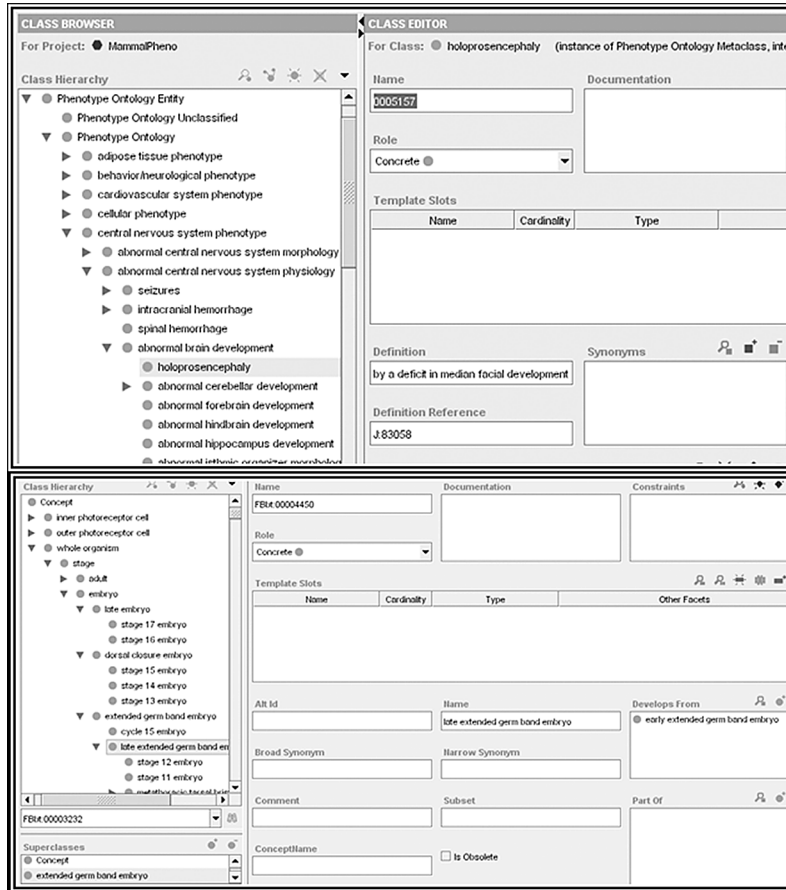 CLASS BROWSER
For Project: MammalPheno
Class Hierarchy
Phenotype Ontology Entity
Phenotype Ontology Unclassified
Phenotype Ontology
adipose tissue phenotype
behavior/neurological phenotype
cardiovascular system phenotype
cellular phenotype
central nervous system phenotype
abnormal central nervous system morphology
abnormal central nervous system physiology
seizures
intracranial hemorrhage
spinal hemorrhage
abnormal brain development
holoprosencephaly
abnormal cerebellar development
abnormal forebrain development
abnormal hindbrain development
abnormal hippocampus development
abnormal isthmic organizer morpholog
CLASS EDITOR
For Class: holoprosencephaly (instance of Phenotype Ontology Metaclass, inte
Name
0005157
Documentation
Role
Concrete
Template Slots
Name Cardinality Type
Definition
by a deficit in median facial development
Synonyms
Definition Reference
J:83058
Class Hierarchy
Concept
inner photoreceptor cell
outer photoreceptor cell
whole organism
stage
adult
embryo
late embryo
stage 17 embryo
stage 16 embryo
dorsal closure embryo
stage 15 embryo
stage 14 embryo
stage 13 embryo
extended germ band embryo
cycle 15 embryo
late extended germ band em
stage 12 embryo
stage 11 embryo
FBbt:00003232
Superclasses
Concept
extended germ band embryo
Name
FBbt:00004450
Documentation
Constraints
Role
Concrete
Template Slots
Name Cardinality Type Other Facets
Alt Id
Name
late extended germ band embryo
Develops From
early extended germ band embryo
Broad Synonym
Narrow Synonym
Comment
Subset
Part Of
ConceptName
Is Obsolete